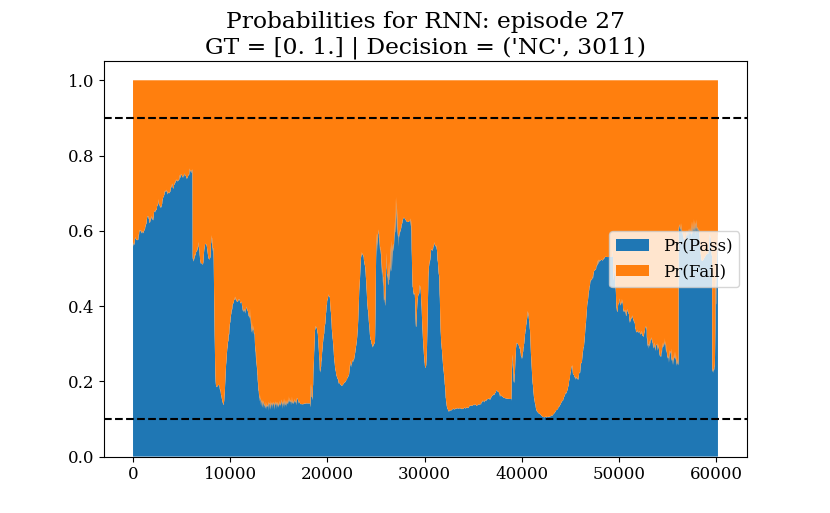 Probabilities for RNN: episode 27
GT = [0. 1.] | Decision = ('NC', 3011)
1.0
0.8
0.6
0.4
0.2
0.0
Pr(Pass)
Pr(Fail)
0 10000 20000 30000 40000 50000 60000